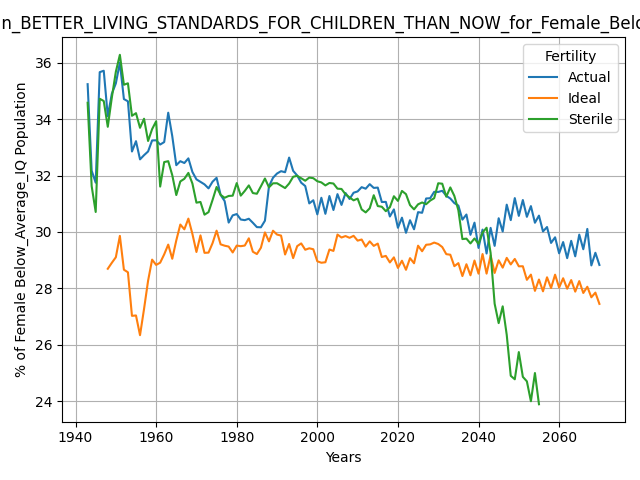 BETTER_LIVING_STANDARDS_FOR_CHILDREN_THAN_NOW_for_Female
Fertility
Actual
Ideal
Sterile
% of Female Below_Average_IQ Population
36
34
32
30
28
26
24
1940
1960
1980
2000
2020
2040
2060
Years